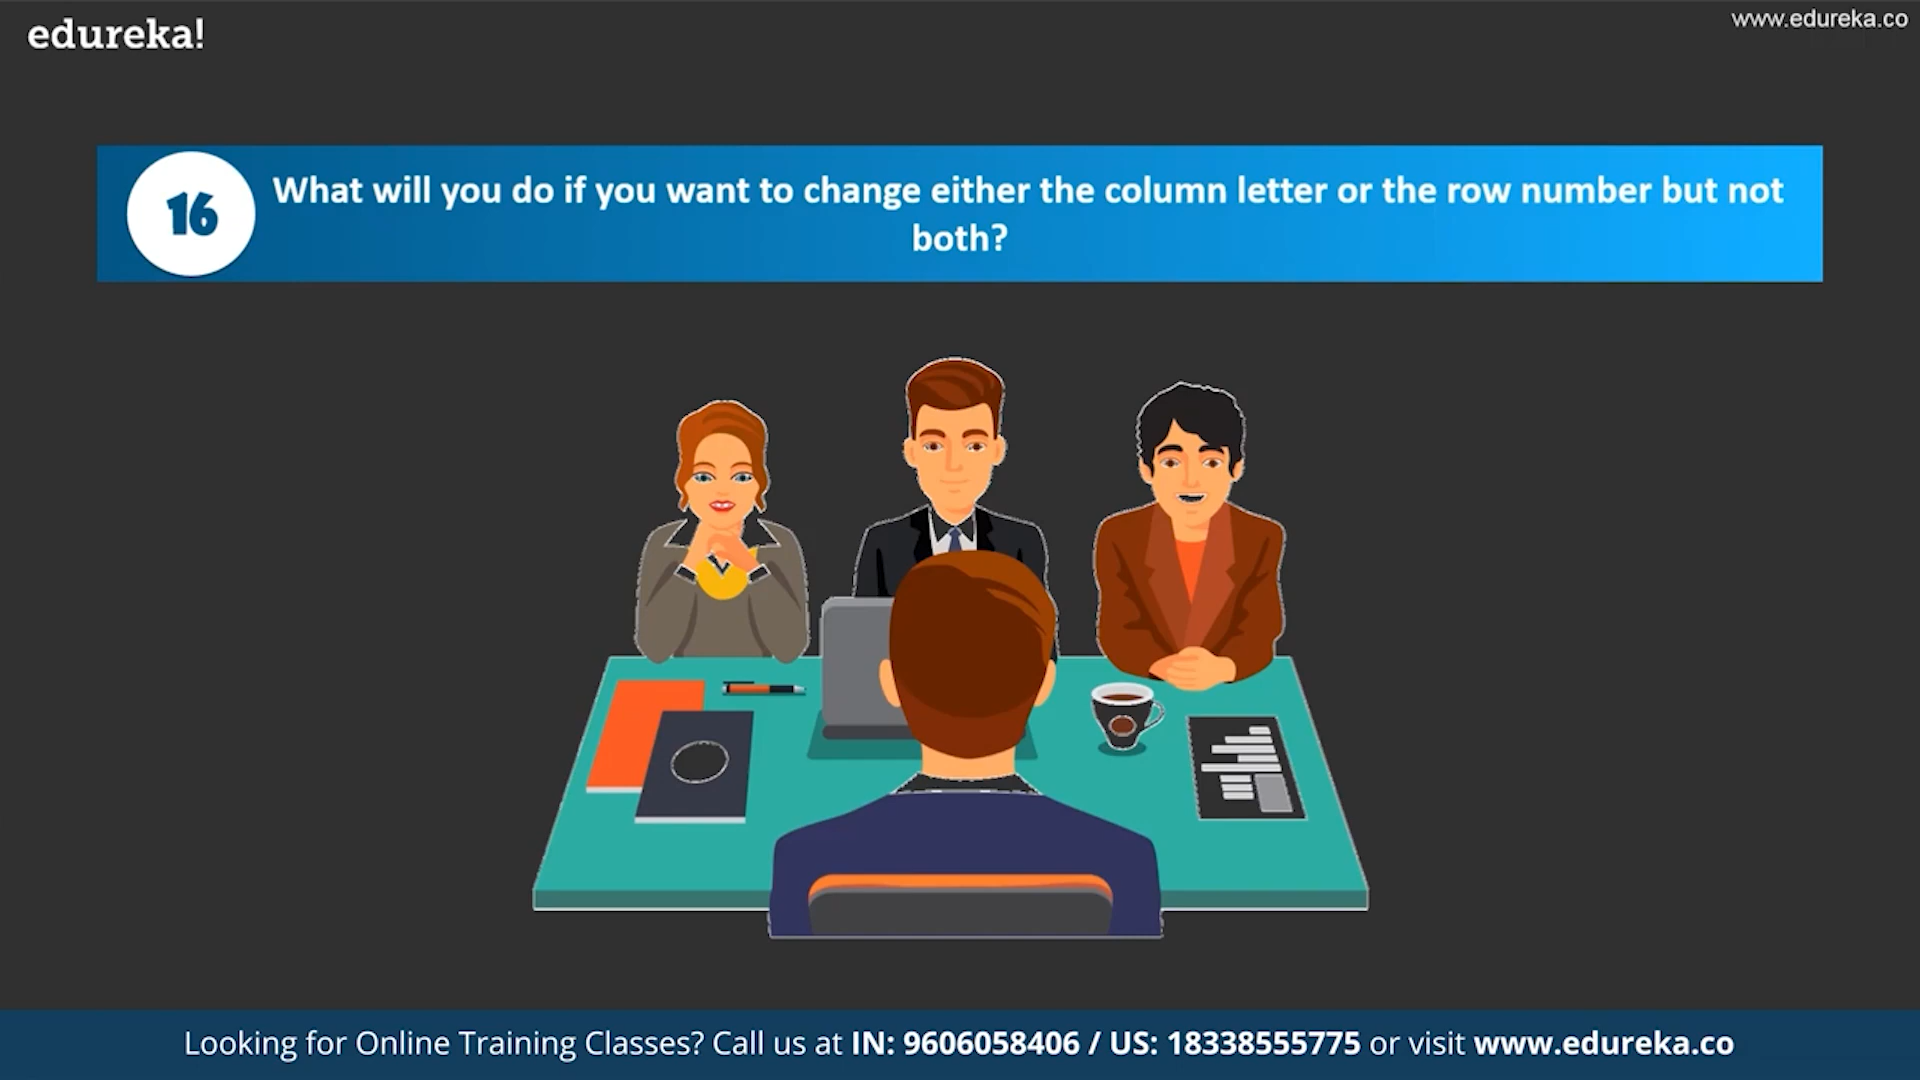 edureka!
www.edureka.co
16
What will you do if you want to change either the column letter or the row number but not
both?
Looking for Online Training Classes? Call us at IN: 9606058406 / US: 18338555775 or visit www.edureka.co